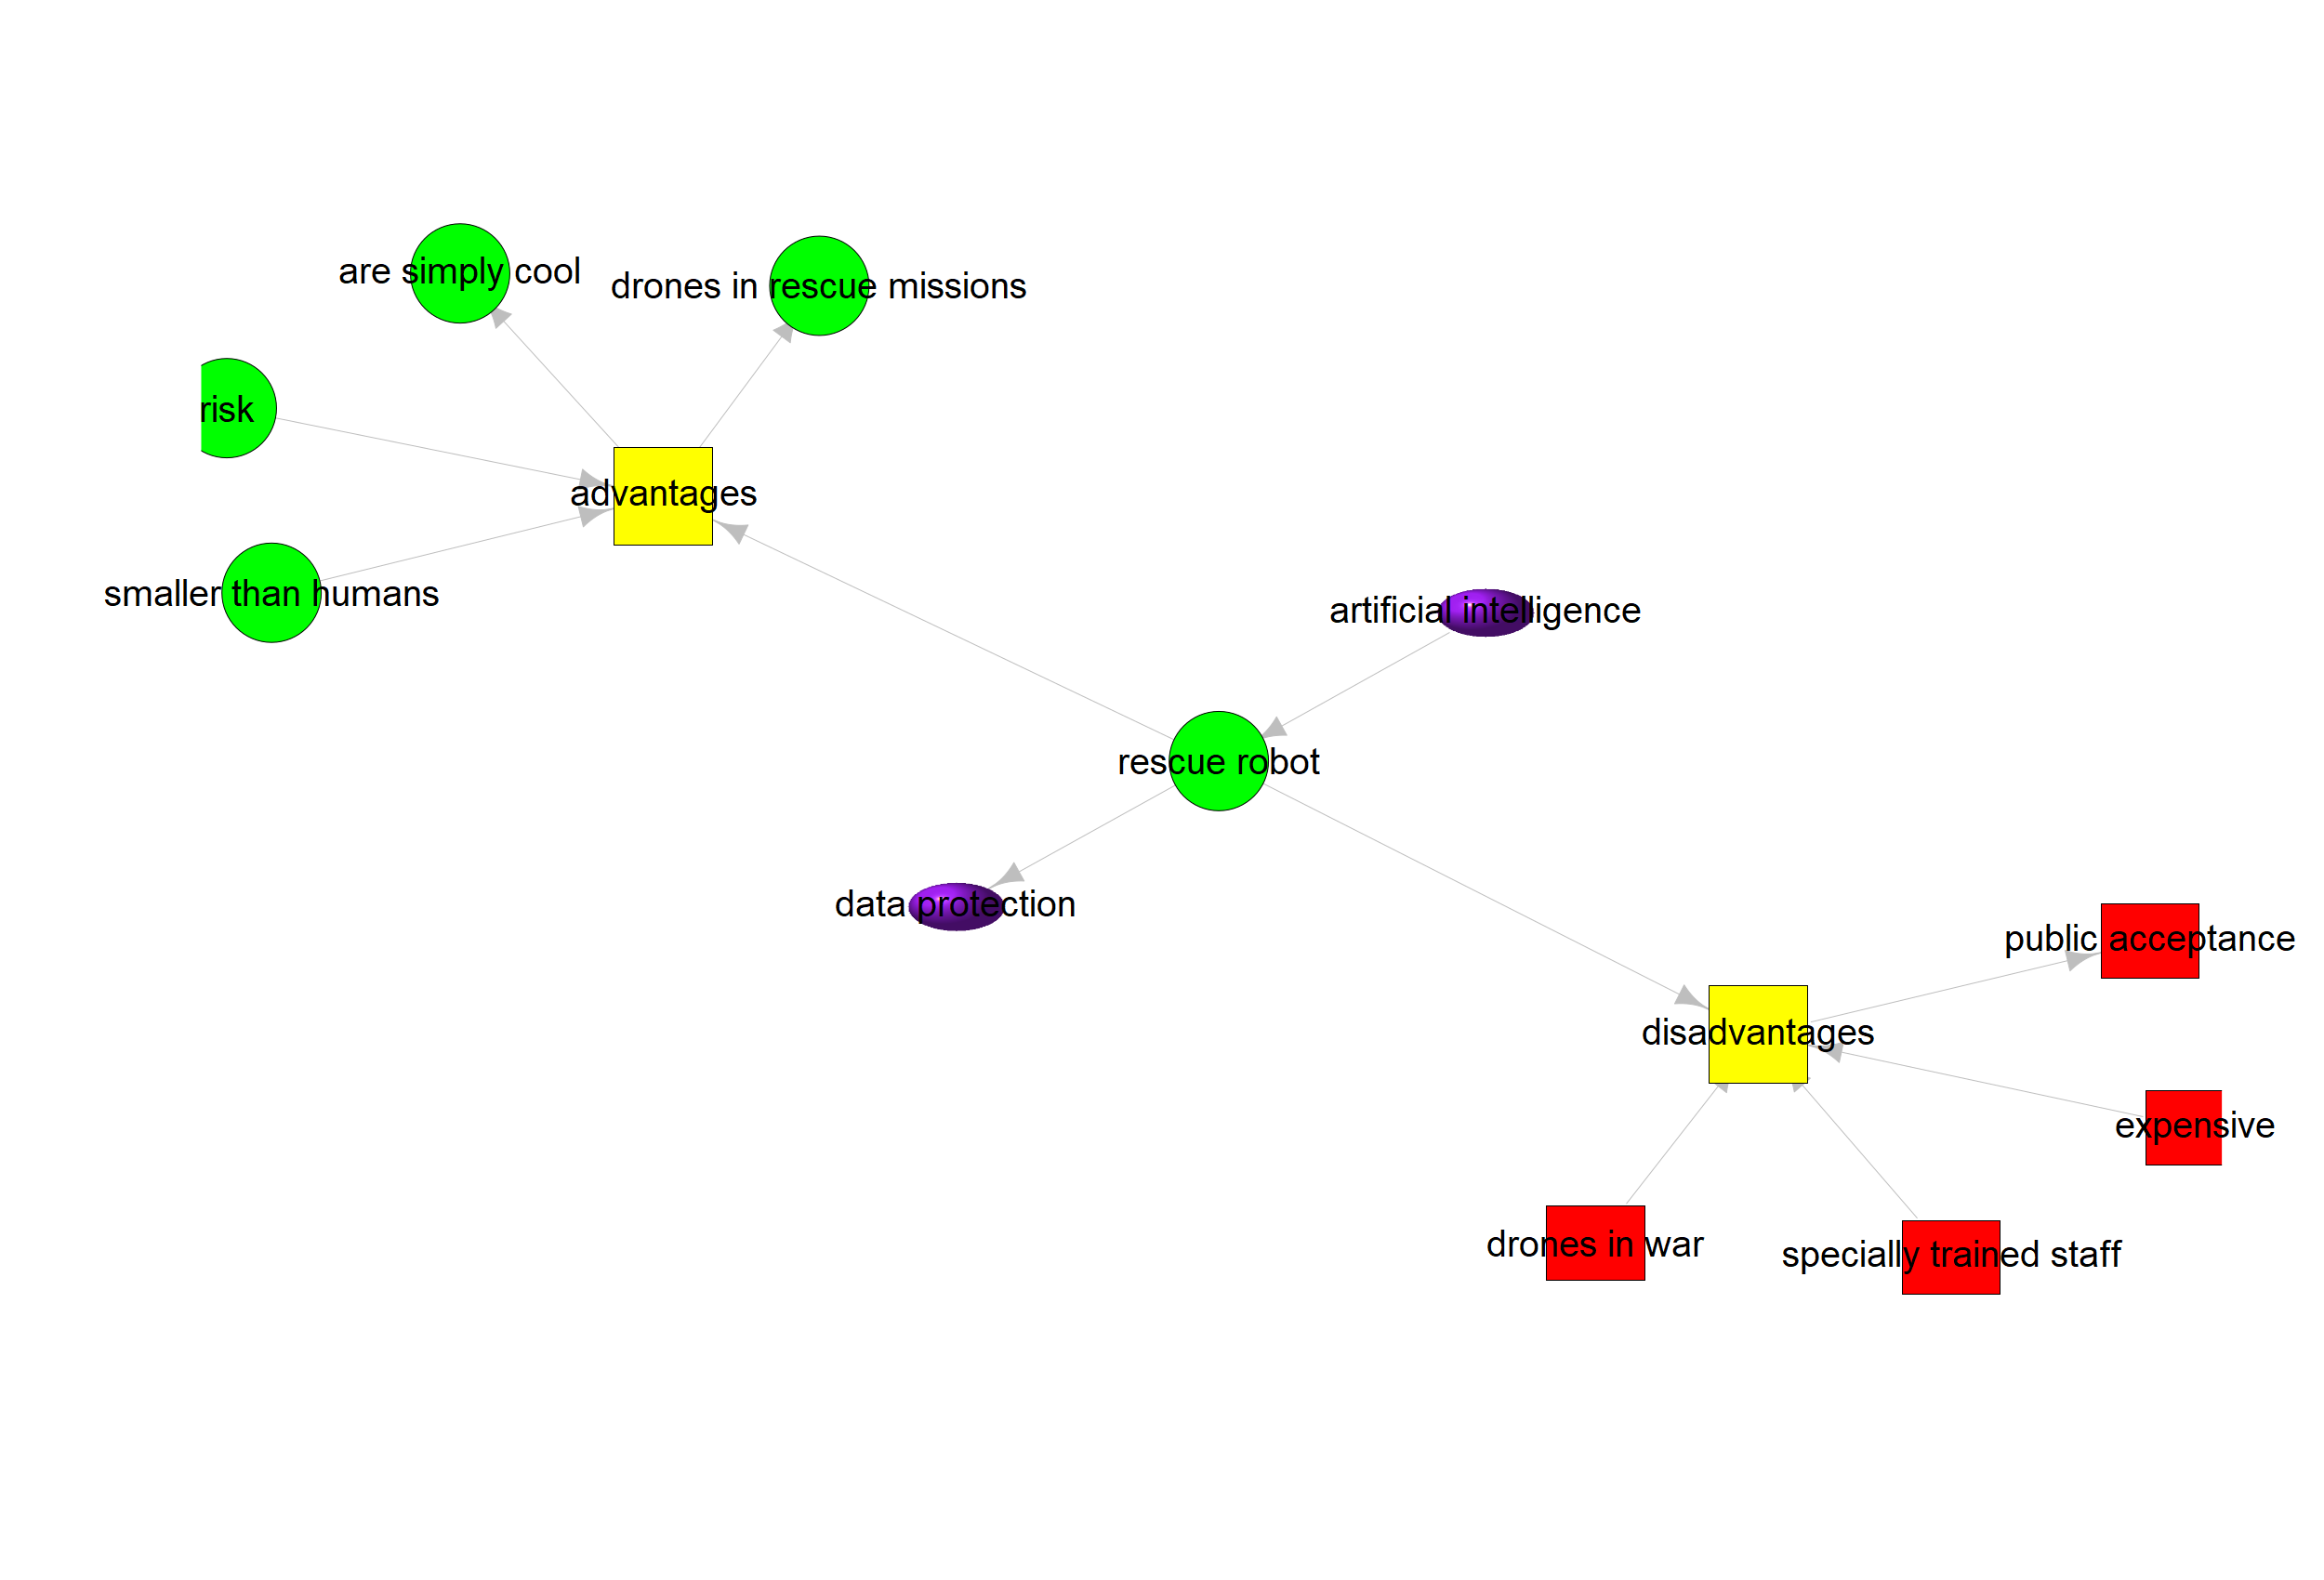 are simply cool
drones in rescue missions
risk
advantages
smaller than humans
artificial intelligence
rescue robot
data protection
public acceptance
disadvantages
expensive
drones in war
specially trained staff